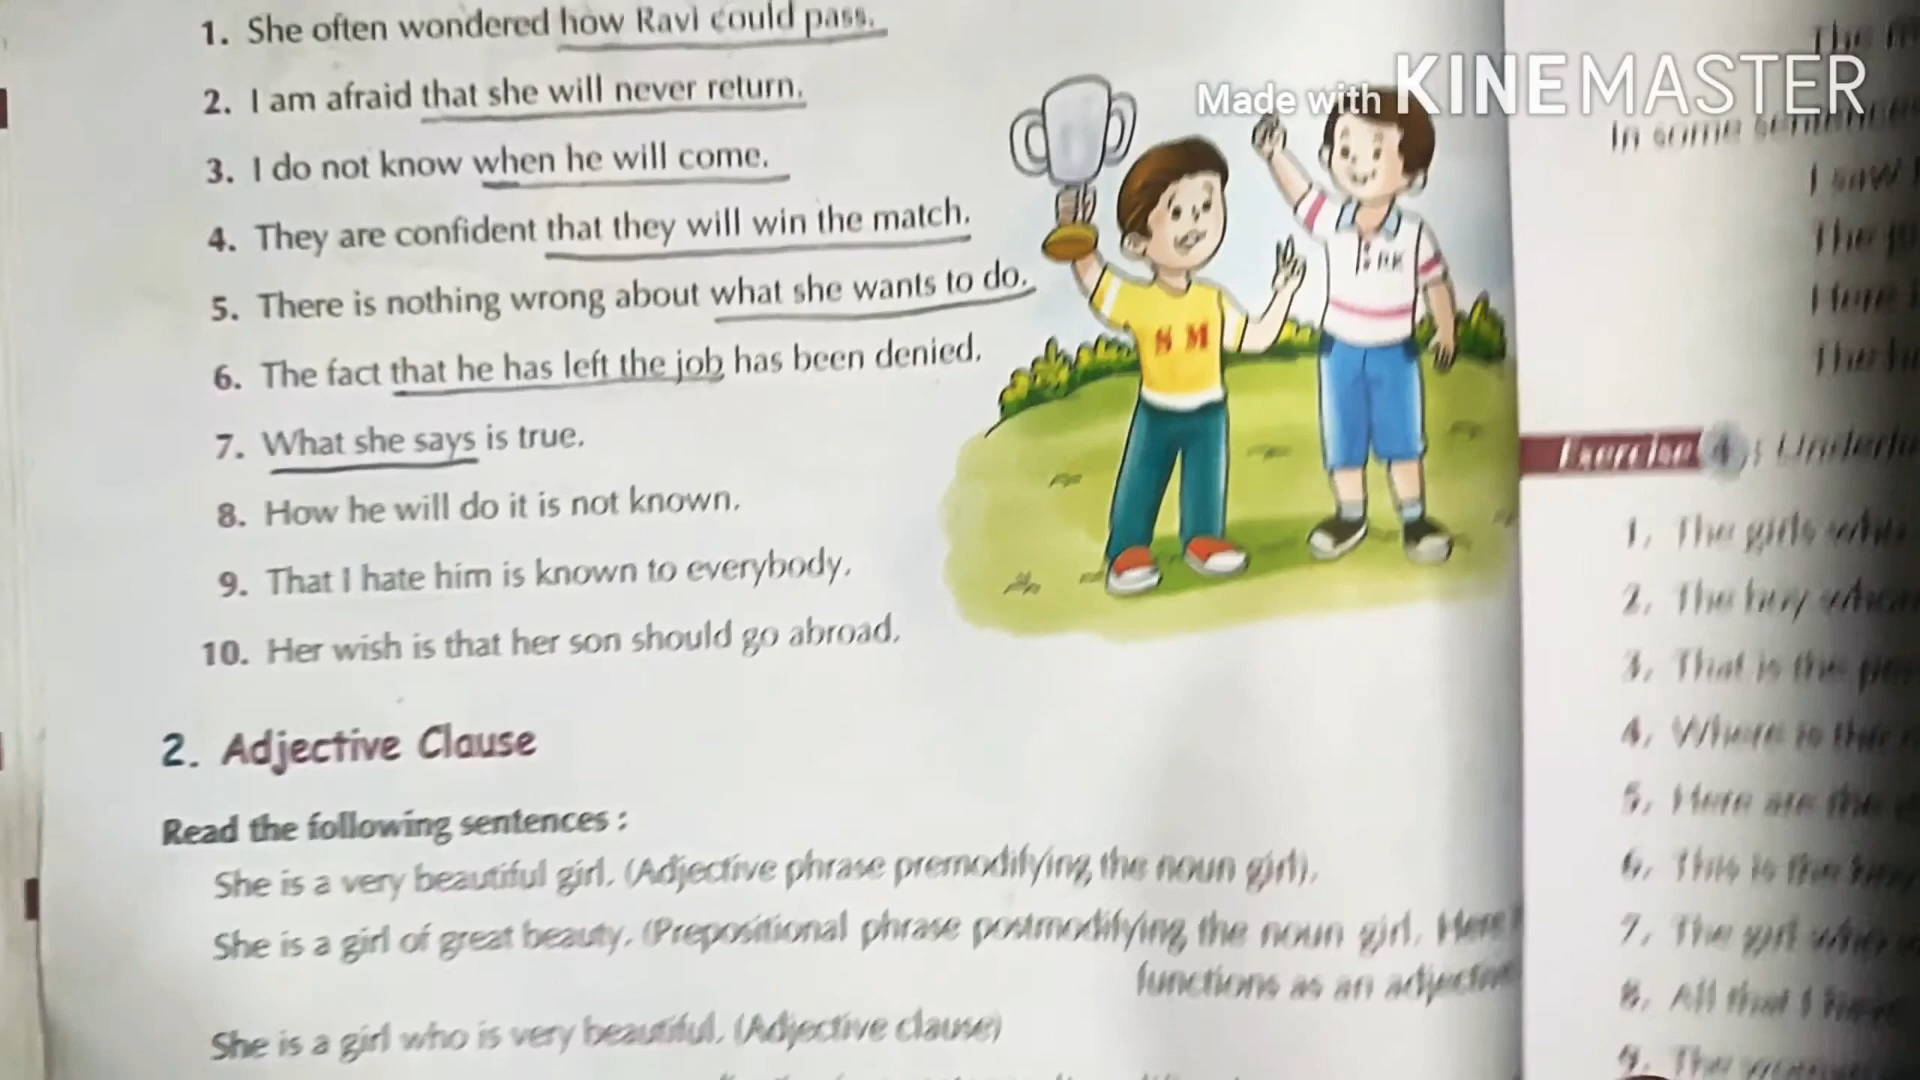 1. She often wondered how Ravi could pass.
2. I am afraid that she will never return.
3. I do not know when he will come.
4. They are confident that they will win the match.
5. There is nothing wrong about what she wants to do.
6. The fact that he has left the job has been denied.
7. What she says is true.
8. How he will do it is not known.
9. That I hate him is known to everybody.
10. Her wish is that her son should go abroad.
2. Adjective Clause
Read the following sentences :
She is a very beautiful girl. (Adjective phrase premodifying the noun girl).
She is a girl of great beauty. (Prepositional phrase postmodifying the noun girl. Here
functions as an
She is a girl who is very beautiful. (Adjective clause)
Made with KINEMASTER
S M
In some
I saw
Exercise 4 :
1. The girls
2. The boy
3. That is the
4. Where is the
5. Here are the
6. This is the
7. The girl who
8. All that I
9. The